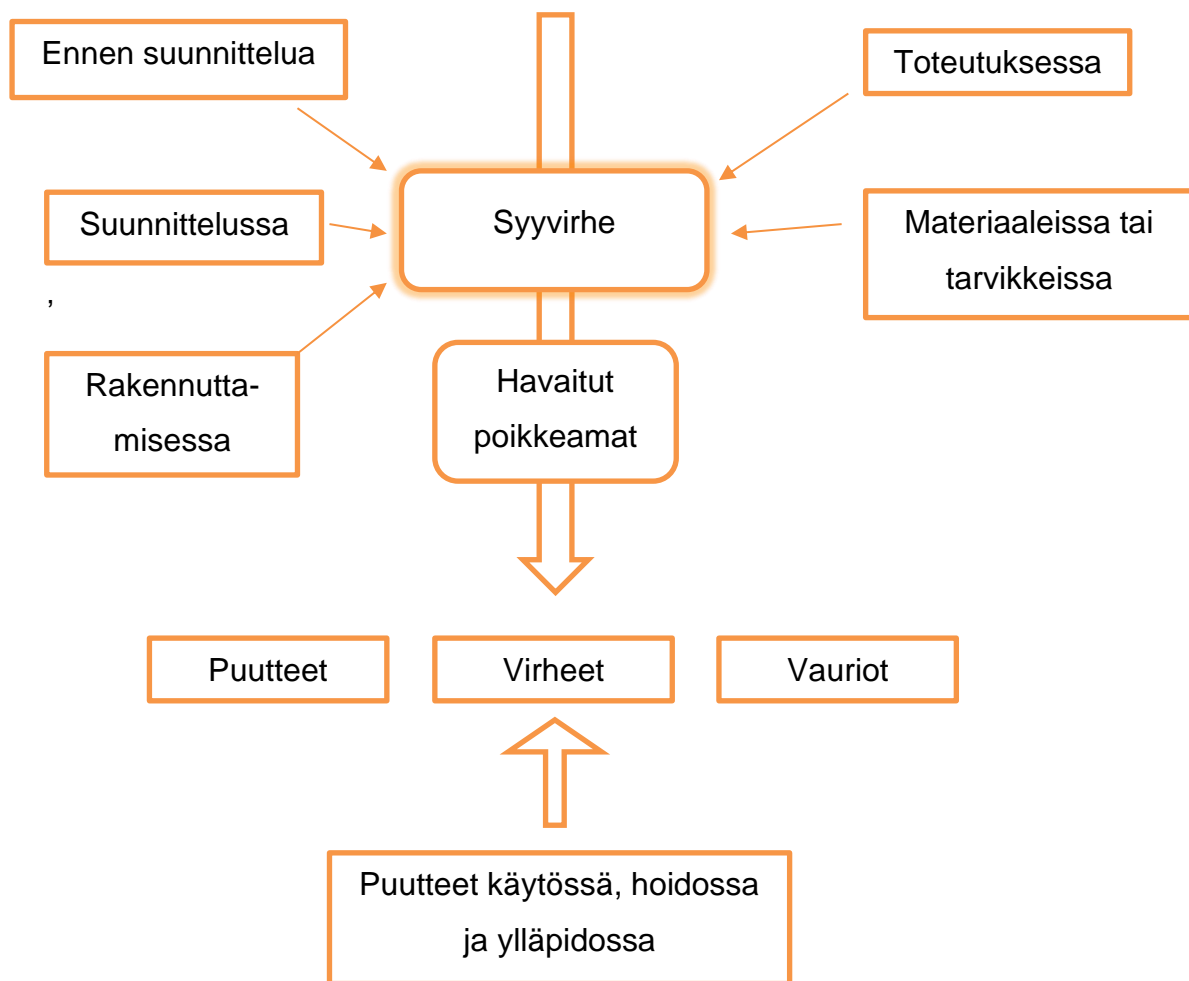 Ennen suunnittelua
Toteutuksessa
Suunnittelussa
Syyvirhe
Materiaaleissa tai
tarvikkeissa
,
Rakennutta-
misessa
Havaitut
poikkeamat
Puutteet
Virheet
Vauriot
Puutteet käytössä, hoidossa
ja ylläpidossa